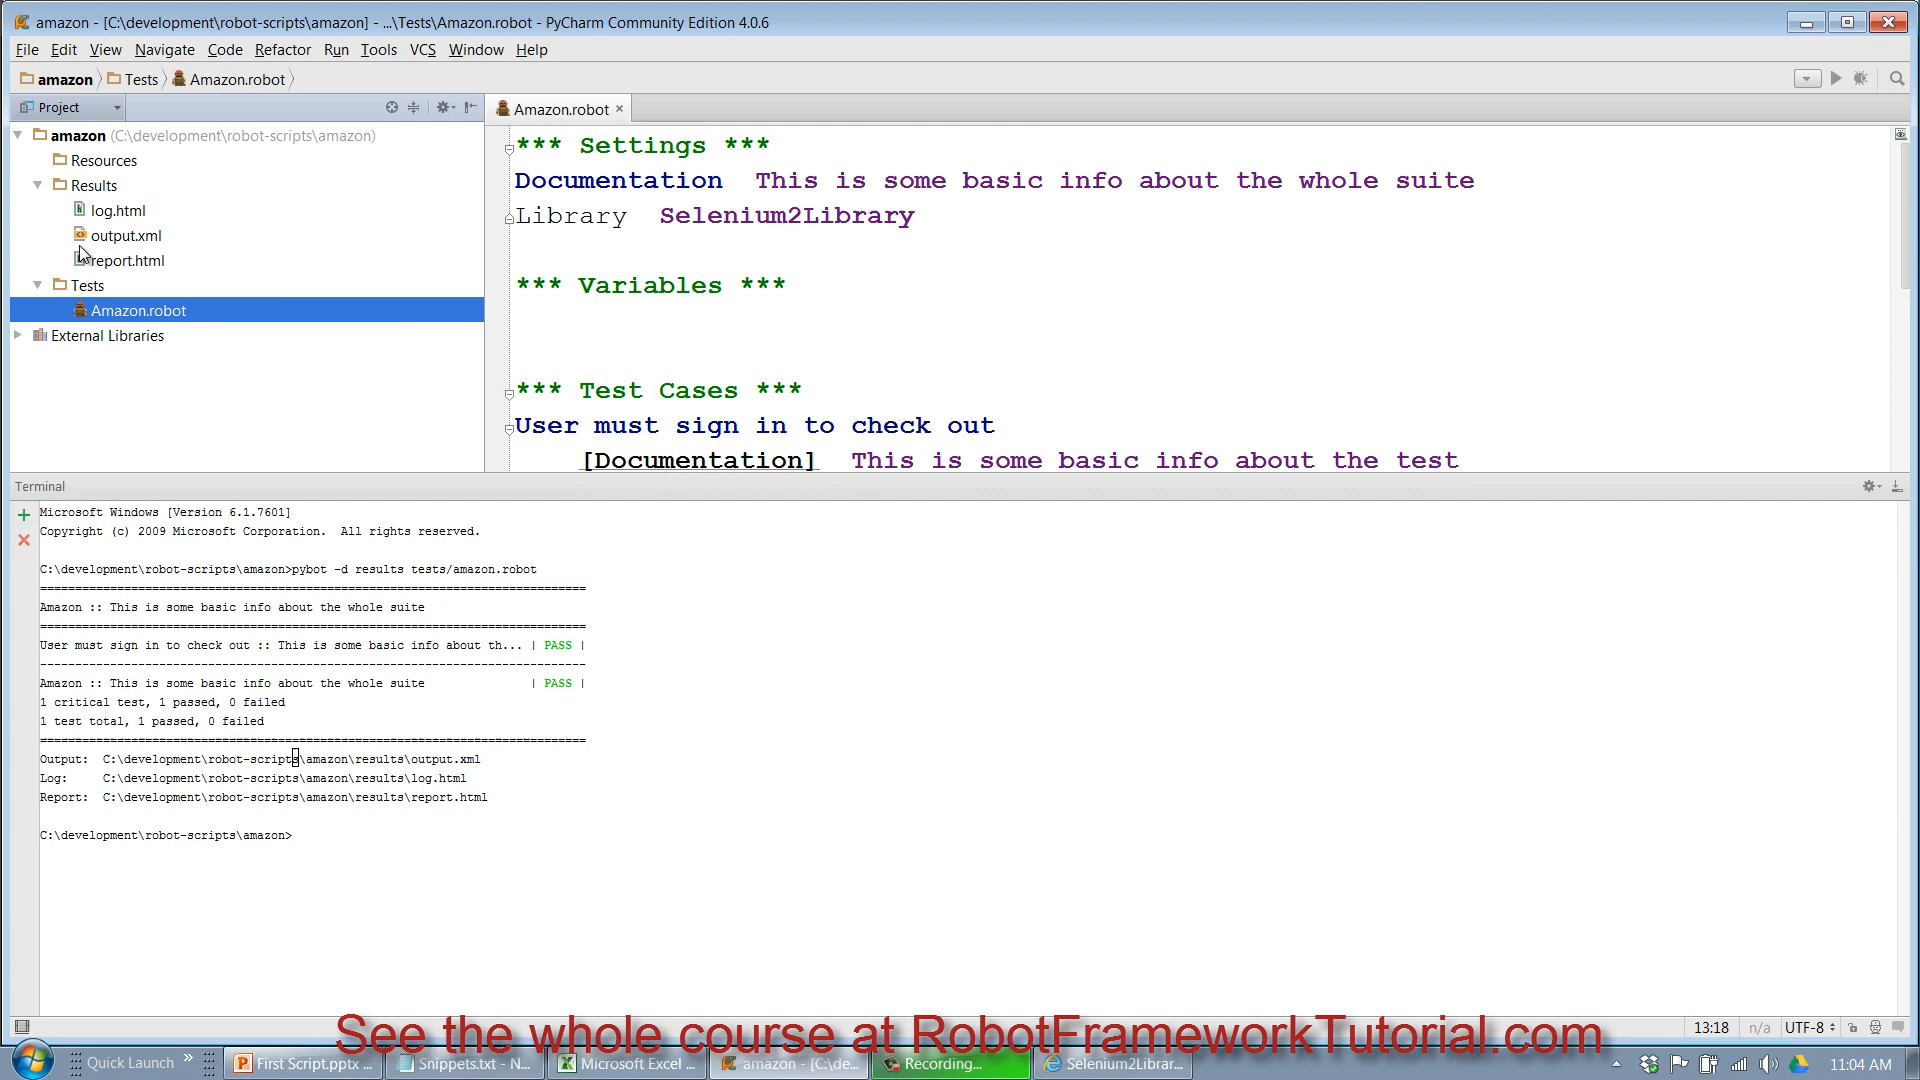 amazon - [C:\development\robot-scripts\amazon] - ...\Tests\Amazon.robot - PyCharm Community Edition 4.0.6
File Edit View Navigate Code Refactor Run Tools VCS Window Help
amazon Tests Amazon.robot
Project
Amazon.robot
amazon (C:\development\robot-scripts\amazon)
Resources
Results
log.html
output.xml
report.html
Tests
Amazon.robot
External Libraries
*** Settings ***
Documentation  This is some basic info about the whole suite
Library  Selenium2Library
*** Variables ***
*** Test Cases ***
User must sign in to check out
[Documentation]  This is some basic info about the test
Terminal
Microsoft Windows [Version 6.1.7601]
Copyright (c) 2009 Microsoft Corporation.  All rights reserved.
C:\development\robot-scripts\amazon>pybot -d results tests/amazon.robot
==============================================================================
Amazon :: This is some basic info about the whole suite
==============================================================================
User must sign in to check out :: This is some basic info about th... | PASS |
------------------------------------------------------------------------------
Amazon :: This is some basic info about the whole suite               | PASS |
1 critical test, 1 passed, 0 failed
1 test total, 1 passed, 0 failed
==============================================================================
Output:  C:\development\robot-scripts\amazon\results\output.xml
Log:     C:\development\robot-scripts\amazon\results\log.html
Report:  C:\development\robot-scripts\amazon\results\report.html
C:\development\robot-scripts\amazon>
13:18 n/a UTF-8
See the whole course at RobotFrameworkTutorial.com
Quick Launch » First Script.pptx ... Snippets.txt - N... Microsoft Excel ... amazon - [C:\de... Recording... Selenium2Librar... 11:04 AM